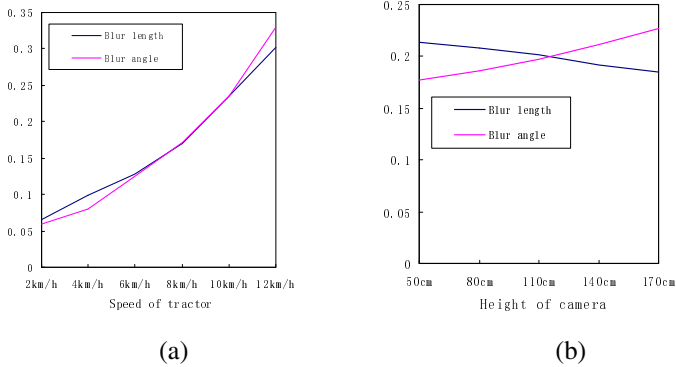 0.35
0.3
0.25
0.2
0.15
0.1
0.05
0
Blur length
Blur angle
2km/h 4km/h 6km/h 8km/h 10km/h 12km/h
Speed of tractor
(a)
0.25
0.2
0.15
0.1
0.05
0
Blur length
Blur angle
50cm 80cm 110cm 140cm 170cm
Height of camera
(b)